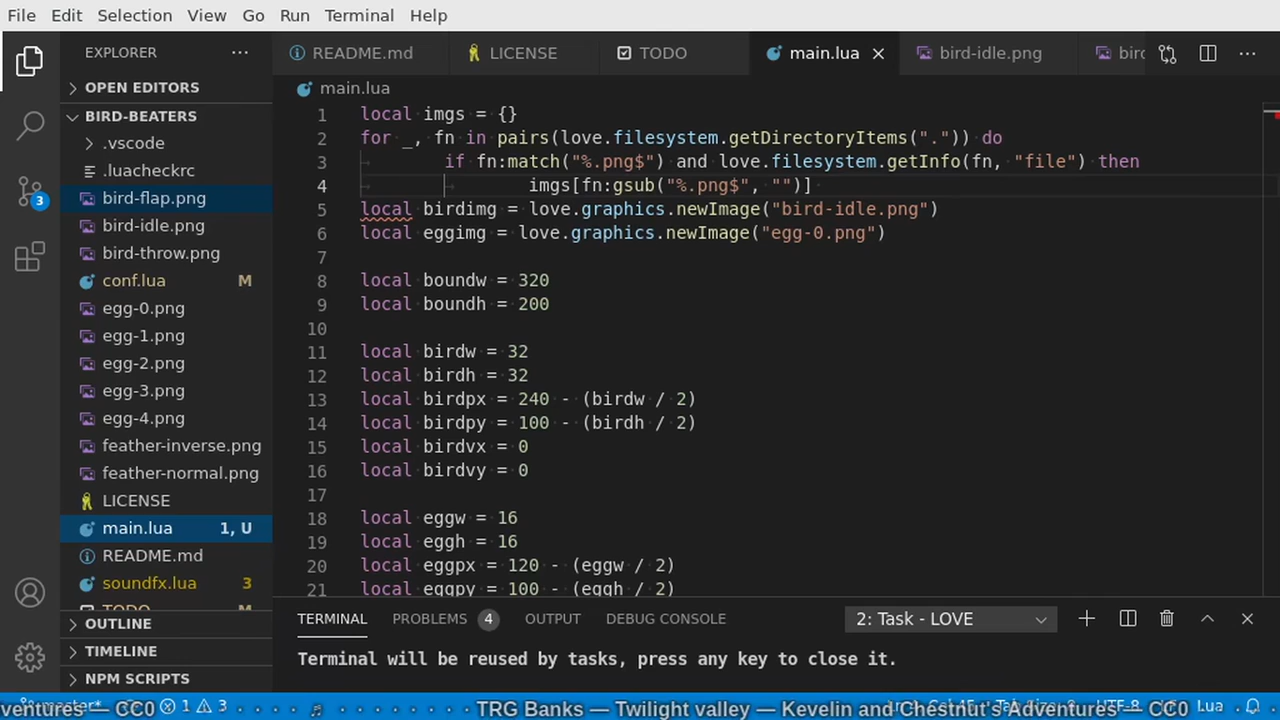 File Edit Selection View Go Run Terminal Help
EXPLORER ···
README.md LICENSE TODO main.lua bird-idle.png bir
OPEN EDITORS
main.lua
BIRD-BEATERS
.vscode
.luacheckrc
bird-flap.png
bird-idle.png
bird-throw.png
conf.lua M
egg-0.png
egg-1.png
egg-2.png
egg-3.png
egg-4.png
feather-inverse.png
feather-normal.png
LICENSE
main.lua 1, U
README.md
soundfx.lua 3
TODO M
OUTLINE
TIMELINE
NPM SCRIPTS
3
1 local imgs = {}
2 for _, fn in pairs(love.filesystem.getDirectoryItems(".")) do
3 if fn:match("%.png$") and love.filesystem.getInfo(fn, "file") then
4 imgs[fn:gsub("%.png$", "")]
5 local birdimg = love.graphics.newImage("bird-idle.png")
6 local eggimg = love.graphics.newImage("egg-0.png")
7
8 local boundw = 320
9 local boundh = 200
10
11 local birdw = 32
12 local birdh = 32
13 local birdpx = 240 - (birdw / 2)
14 local birdpy = 100 - (birdh / 2)
15 local birdvx = 0
16 local birdvy = 0
17
18 local eggw = 16
19 local eggh = 16
20 local eggpx = 120 - (eggw / 2)
21 local eggpy = 100 - (eggh / 2)
TERMINAL PROBLEMS 4 OUTPUT DEBUG CONSOLE 2: Task - LOVE
Terminal will be reused by tasks, press any key to close it.
master* 1 3 UTF-8 Lua
ventures — CC0 ♫ TRG Banks — Twilight valley — Kevelin and Chestnut's Adventures — CC0